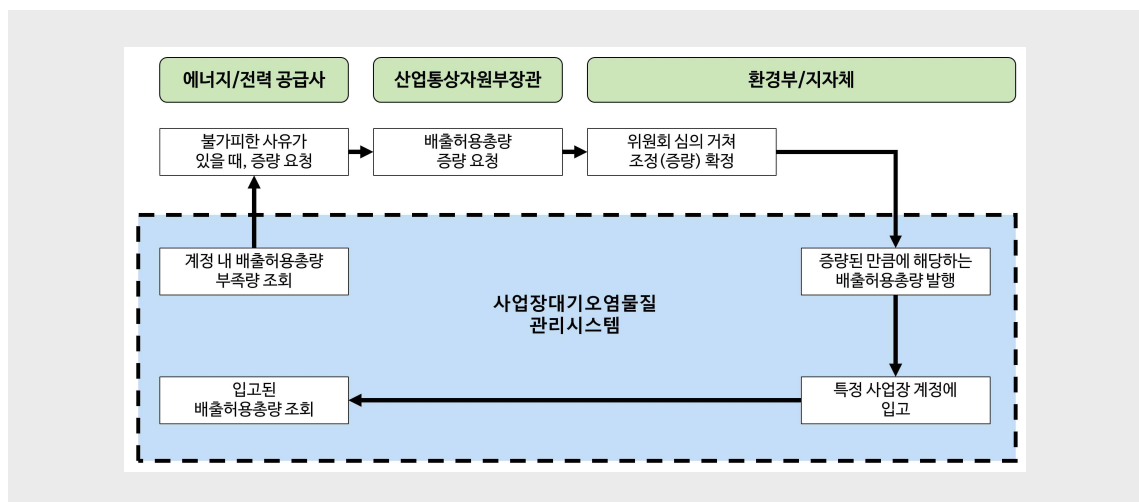 에너지/전력 공급사
산업통상자원부장관
환경부/지자체
불가피한 사유가
있을 때, 증량 요청
배출허용총량
증량 요청
위원회 심의 거쳐
조정(증량) 확정
계정 내 배출허용총량
부족량 조회
증량된 만큼에 해당하는
배출허용총량 발행
사업장대기오염물질
관리시스템
입고된
배출허용총량 조회
특정 사업장 계정에
입고